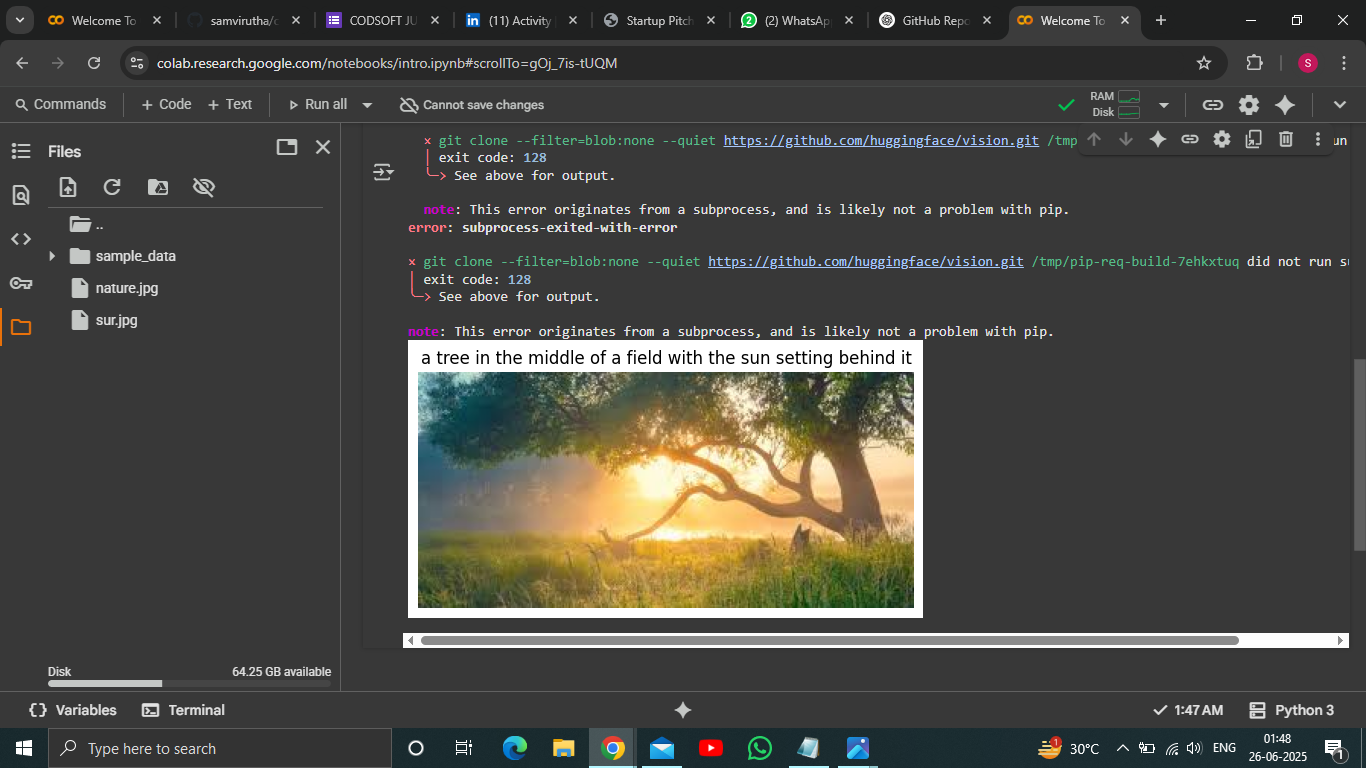 Welcome To
samvirutha/c
CODSOFT JU
(11) Activity
Startup Pitch
2
(2) WhatsAp
GitHub Repo
Welcome To
colab.research.google.com/notebooks/intro.ipynb#scrollTo=gOj_7is-tUQM
S
Commands
+ Code
+ Text
Run all
Cannot save changes
RAM
Disk
Files
..
sample_data
nature.jpg
sur.jpg
Disk
64.25 GB available
× git clone --filter=blob:none --quiet https://github.com/huggingface/vision.git /tmp
un
exit code: 128
See above for output.
note: This error originates from a subprocess, and is likely not a problem with pip.
error: subprocess-exited-with-error
× git clone --filter=blob:none --quiet https://github.com/huggingface/vision.git /tmp/pip-req-build-7ehkxtuq did not run su
exit code: 128
See above for output.
note: This error originates from a subprocess, and is likely not a problem with pip.
a tree in the middle of a field with the sun setting behind it
Variables
Terminal
1:47 AM
Python 3
Type here to search
1
30°C
ENG
01:48
26-06-2025
1